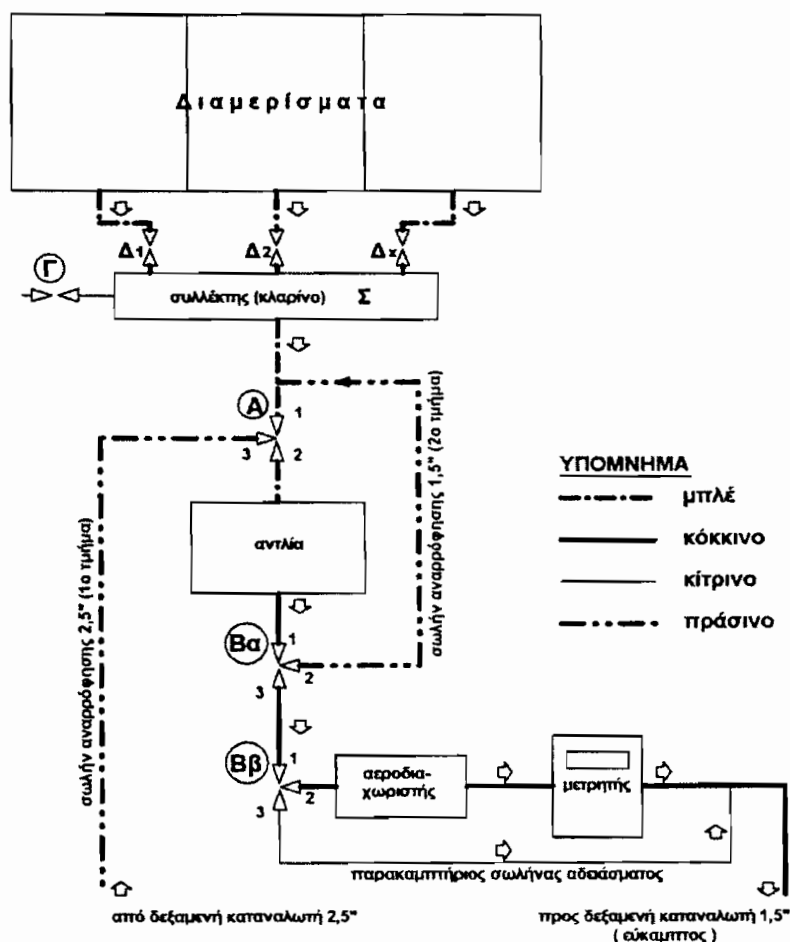 Διαμερίσματα
Δ1
Δ2
Δx
Γ
συλλέκτης (κλαρίνο) Σ
Α
1
3
2
σωλήν αναρρόφησης 1,5" (2ο τμήμα)
σωλήν αναρρόφησης 2,5" (1ο τμήμα)
αντλία
ΥΠΟΜΝΗΜΑ
μπλέ
κόκκινο
κίτρινο
πράσινο
Βα
1
2
3
Ββ
1
2
3
αεροδια-
χωριστής
μετρητής
παρακαμπτήριος σωλήνας αδειάσματος
από δεξαμενή καταναλωτή 2,5"
προς δεξαμενή καταναλωτή 1,5"
( εύκαμπτος )